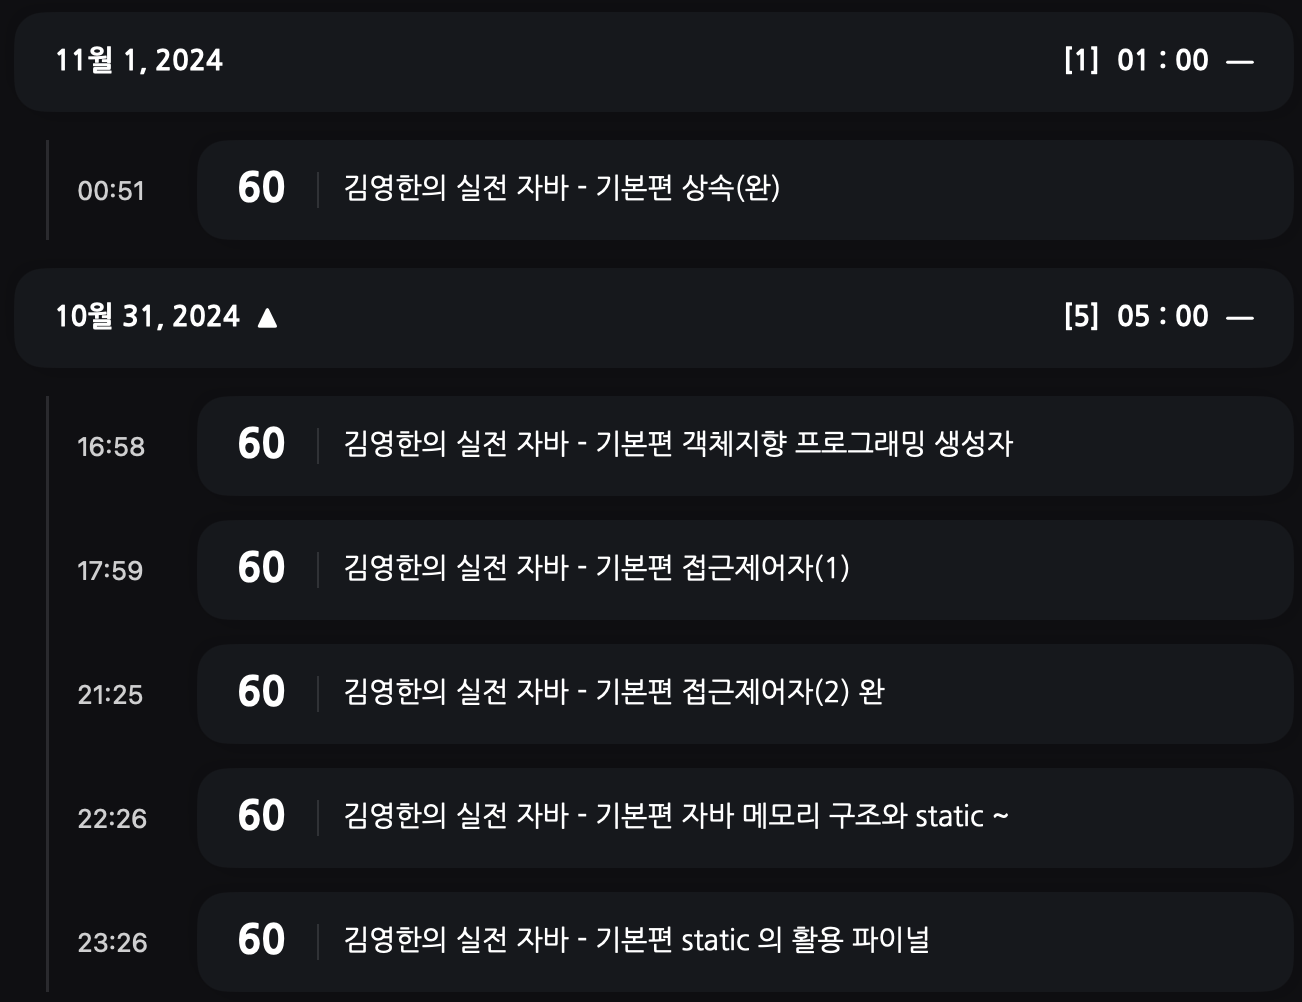 11월 1, 2024 [1] 01 : 00 —
00:51 60 김영한의 실전 자바 - 기본편 상속(완)
10월 31, 2024 ▲ [5] 05 : 00 —
16:58 60 김영한의 실전 자바 - 기본편 객체지향 프로그래밍 생성자
17:59 60 김영한의 실전 자바 - 기본편 접근제어자(1)
21:25 60 김영한의 실전 자바 - 기본편 접근제어자(2) 완
22:26 60 김영한의 실전 자바 - 기본편 자바 메모리 구조와 static ~
23:26 60 김영한의 실전 자바 - 기본편 static 의 활용 파이널